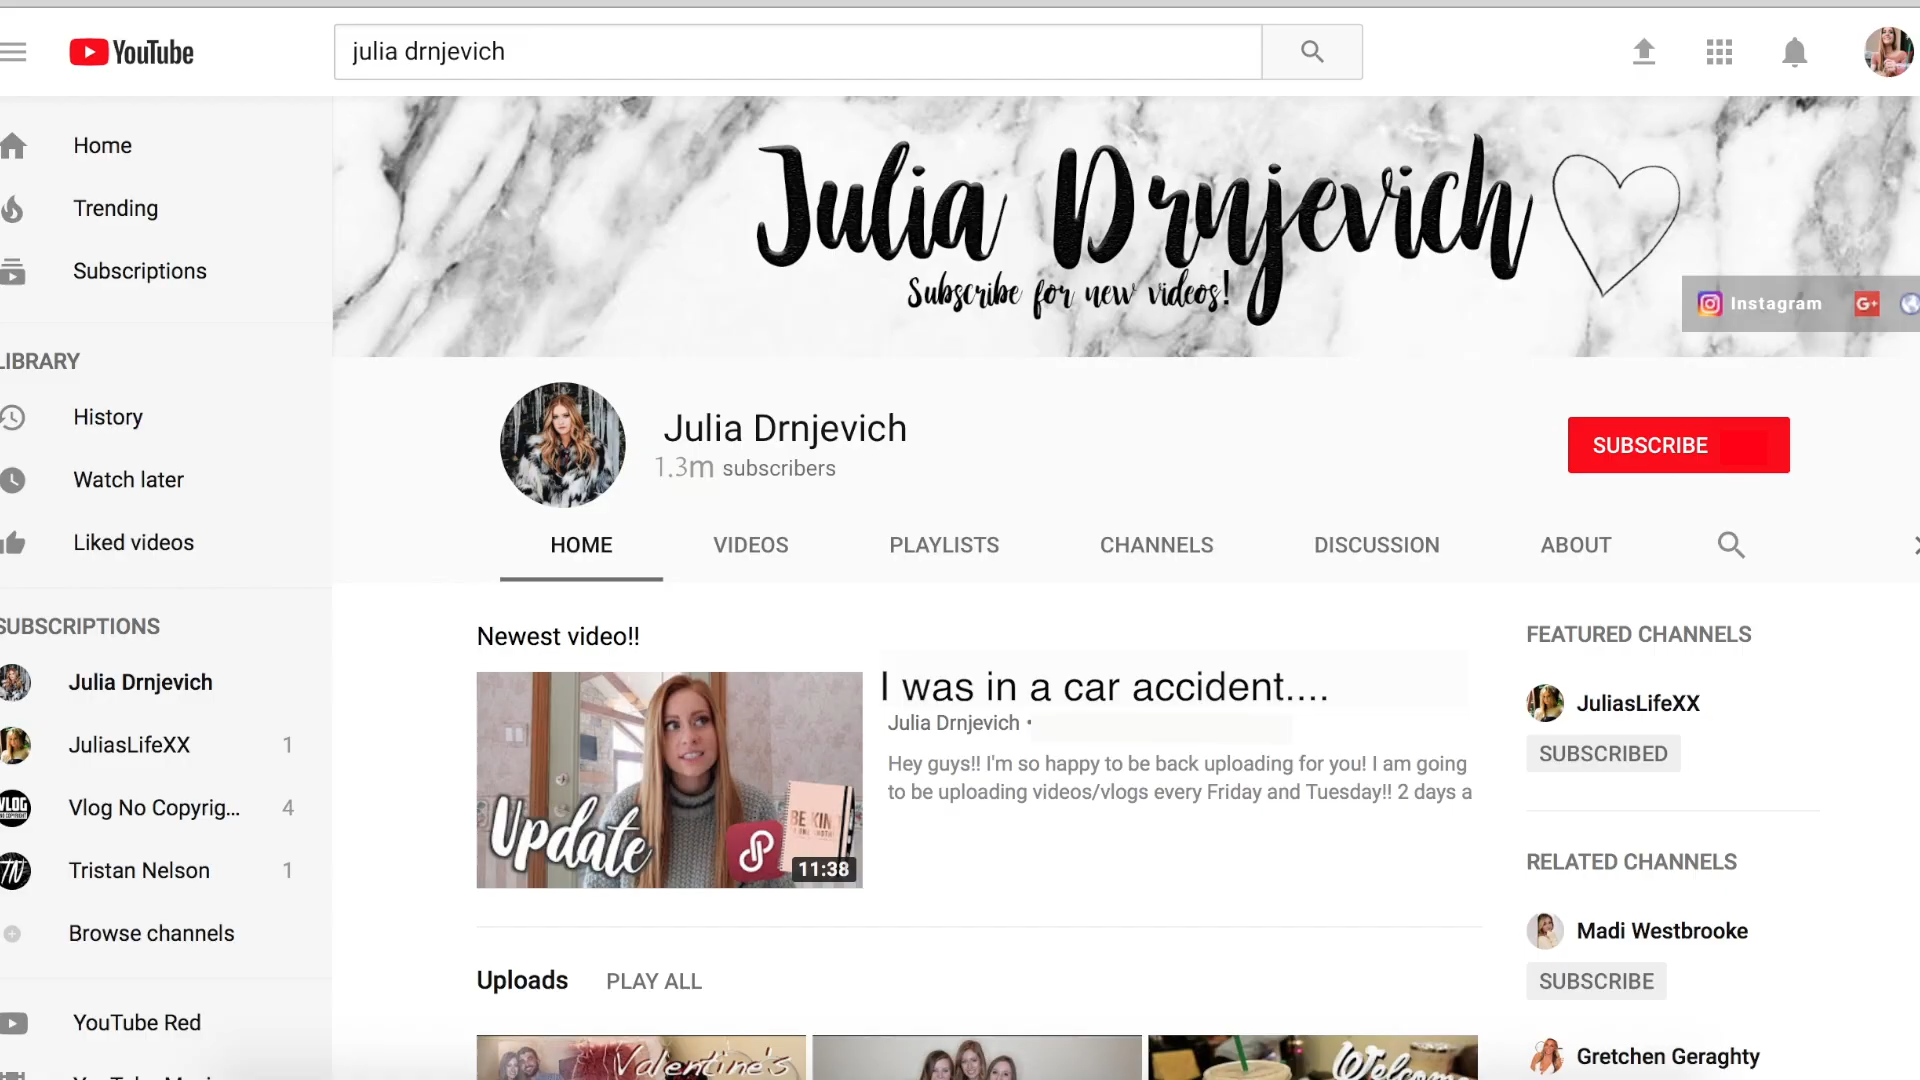 YouTube
julia drnjevich
Home
Trending
Subscriptions
LIBRARY
History
Watch later
Liked videos
SUBSCRIPTIONS
Julia Drnjevich
JuliasLifeXX 1
Vlog No Copyrig... 4
Tristan Nelson 1
Browse channels
YouTube Red
Julia Drnjevich
Subscribe for new videos!
Instagram
G+
Julia Drnjevich
1.3m subscribers
SUBSCRIBE
HOME VIDEOS PLAYLISTS CHANNELS DISCUSSION ABOUT
Newest video!!
Update
BE KIN
11:38
I was in a car accident....
Julia Drnjevich •
Hey guys!! I'm so happy to be back uploading for you! I am going
to be uploading videos/vlogs every Friday and Tuesday!! 2 days a
Uploads PLAY ALL
Valentine's
Welcome
FEATURED CHANNELS
JuliasLifeXX
SUBSCRIBED
RELATED CHANNELS
Madi Westbrooke
SUBSCRIBE
Gretchen Geraghty